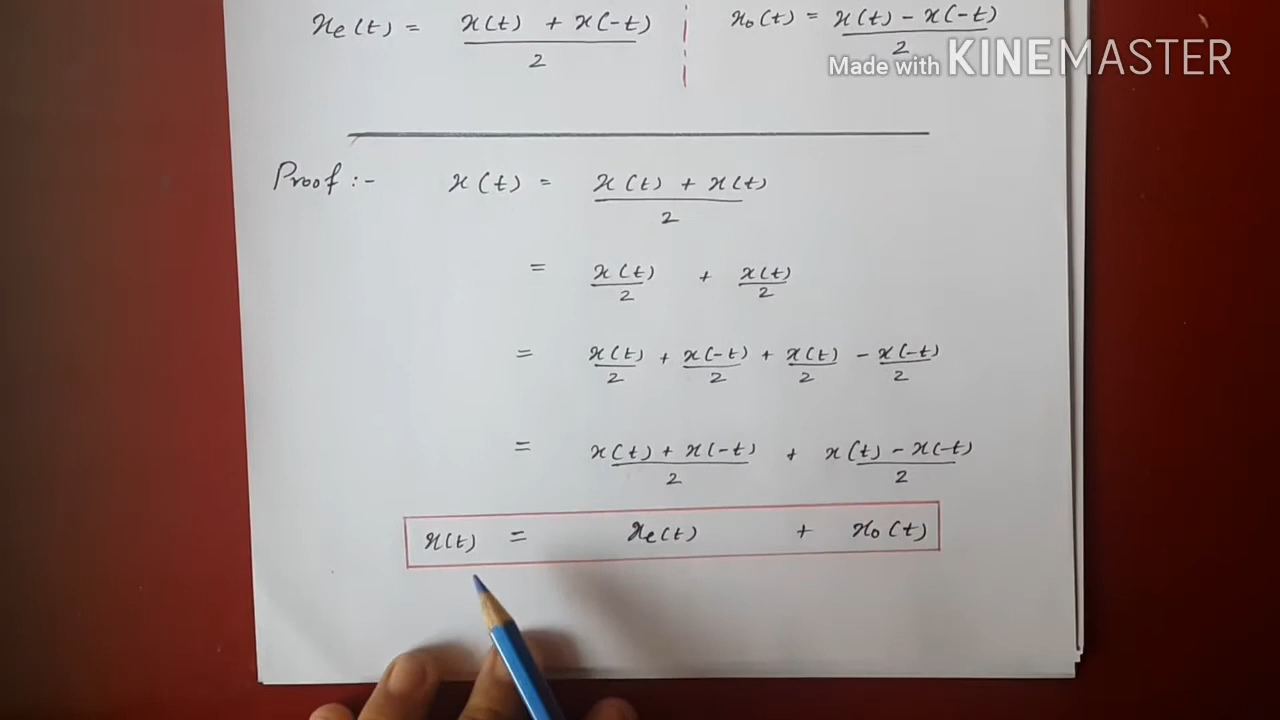 xe(t) = x(t) + x(-t) / 2 xo(t) = x(t) - x(-t) / 2
Made with KINEMASTER
Proof :- x(t) = x(t) + x(t) / 2
= x(t)/2 + x(t)/2
= x(t)/2 + x(-t)/2 + x(t)/2 - x(-t)/2
= x(t) + x(-t) / 2 + x(t) - x(-t) / 2
x(t) = xe(t) + xo(t)